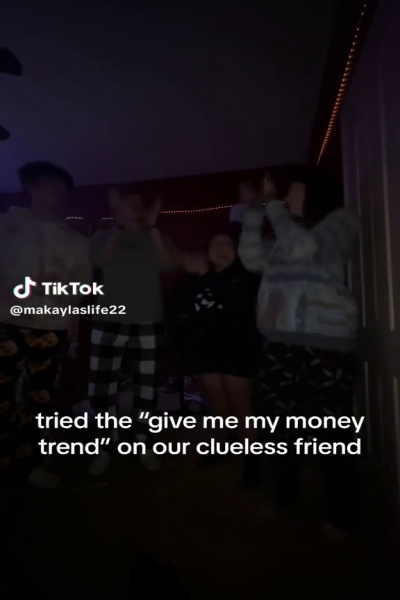 TikTok
@makaylaslife22
tried the “give me my money
trend” on our clueless friend